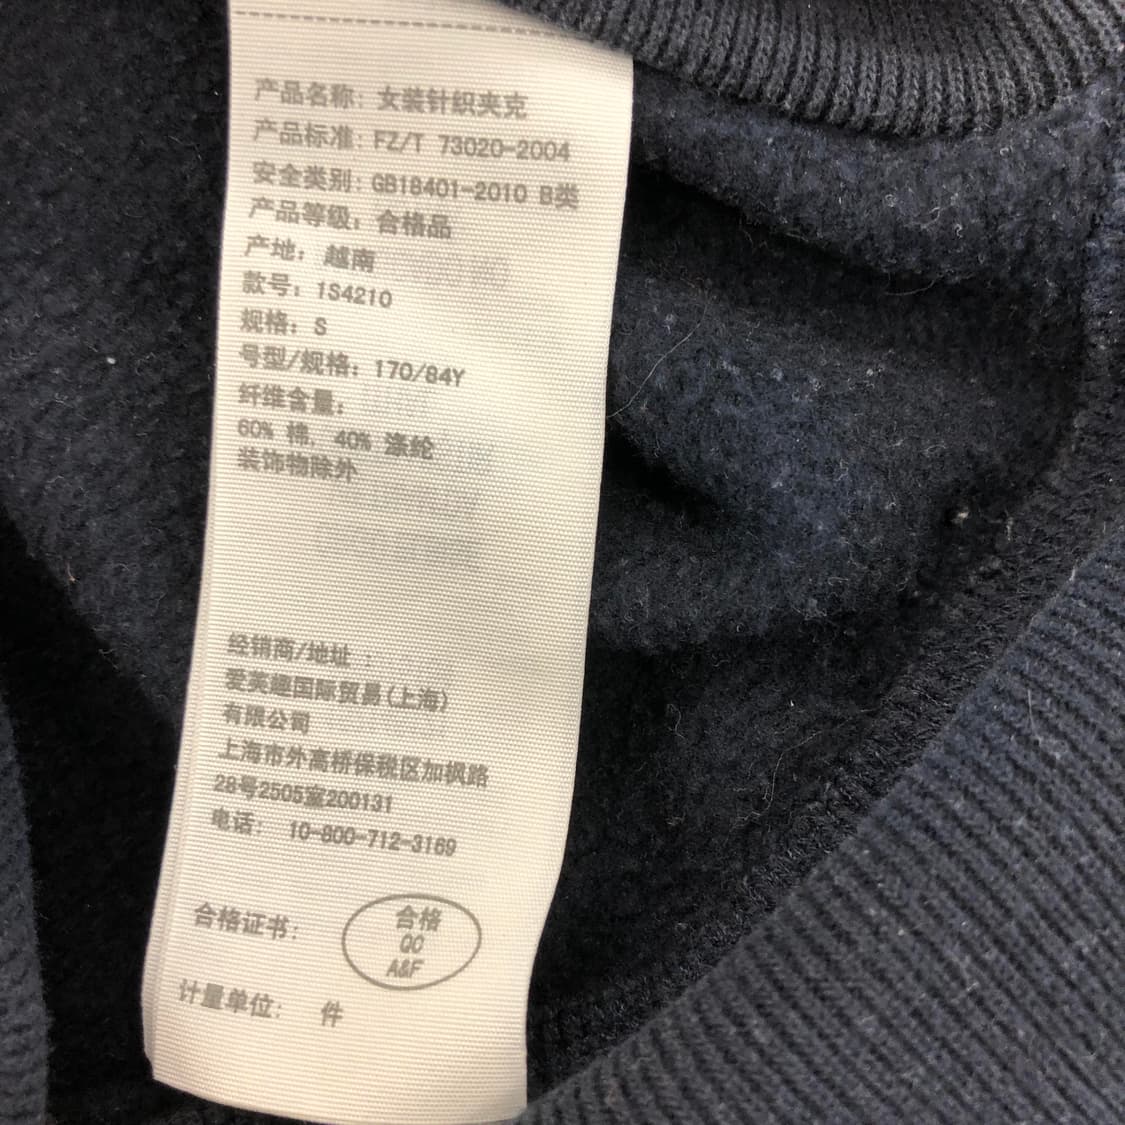 产品名称: 女装针织夹克
产品标准: FZ/T 73020-2004
安全类别: GB18401-2010 B类
产品等级: 合格品
产地: 越南
款号: 1S4210
规格: S
号型/规格: 170/84Y
纤维含量:
60% 棉, 40% 涤纶
装饰物除外
经销商/地址 :
爱芙趣国际贸易(上海)
有限公司
上海市外高桥保税区加枫路
28号2505室200131
电话: 10-800-712-3169
合格证书:
合格
QC
A&F
计量单位: 件